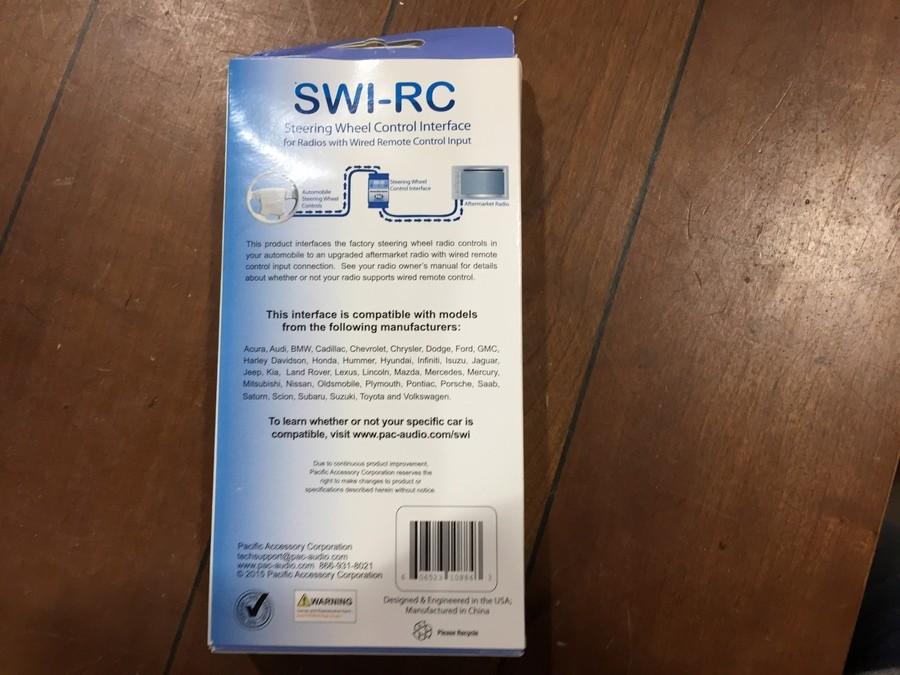 SWI-RC
Steering Wheel Control Interface
for Radios with Wired Remote Control Input
Automobile
Steering Wheel
Controls
Steering Wheel
Control Interface
Aftermarket Radio
This product interfaces the factory steering wheel radio controls in
your automobile to an upgraded aftermarket radio with wired remote
control input connection. See your radio owner's manual for details
about whether or not your radio supports wired remote control.
This interface is compatible with models
from the following manufacturers:
Acura, Audi, BMW, Cadillac, Chevrolet, Chrysler, Dodge, Ford, GMC,
Harley Davidson, Honda, Hummer, Hyundai, Infiniti, Isuzu, Jaguar,
Jeep, Kia, Land Rover, Lexus, Lincoln, Mazda, Mercedes, Mercury,
Mitsubishi, Nissan, Oldsmobile, Plymouth, Pontiac, Porsche, Saab,
Saturn, Scion, Subaru, Suzuki, Toyota and Volkswagen.
To learn whether or not your specific car is
compatible, visit www.pac-audio.com/swi
Due to continuous product improvement,
Pacific Accessory Corporation reserves the
right to make changes to product or
specifications described herein without notice.
Pacific Accessory Corporation
techsupport@pac-audio.com
www.pac-audio.com 866-931-8021
© 2015 Pacific Accessory Corporation
WARNING
Designed & Engineered in the USA;
Manufactured in China
Please Recycle